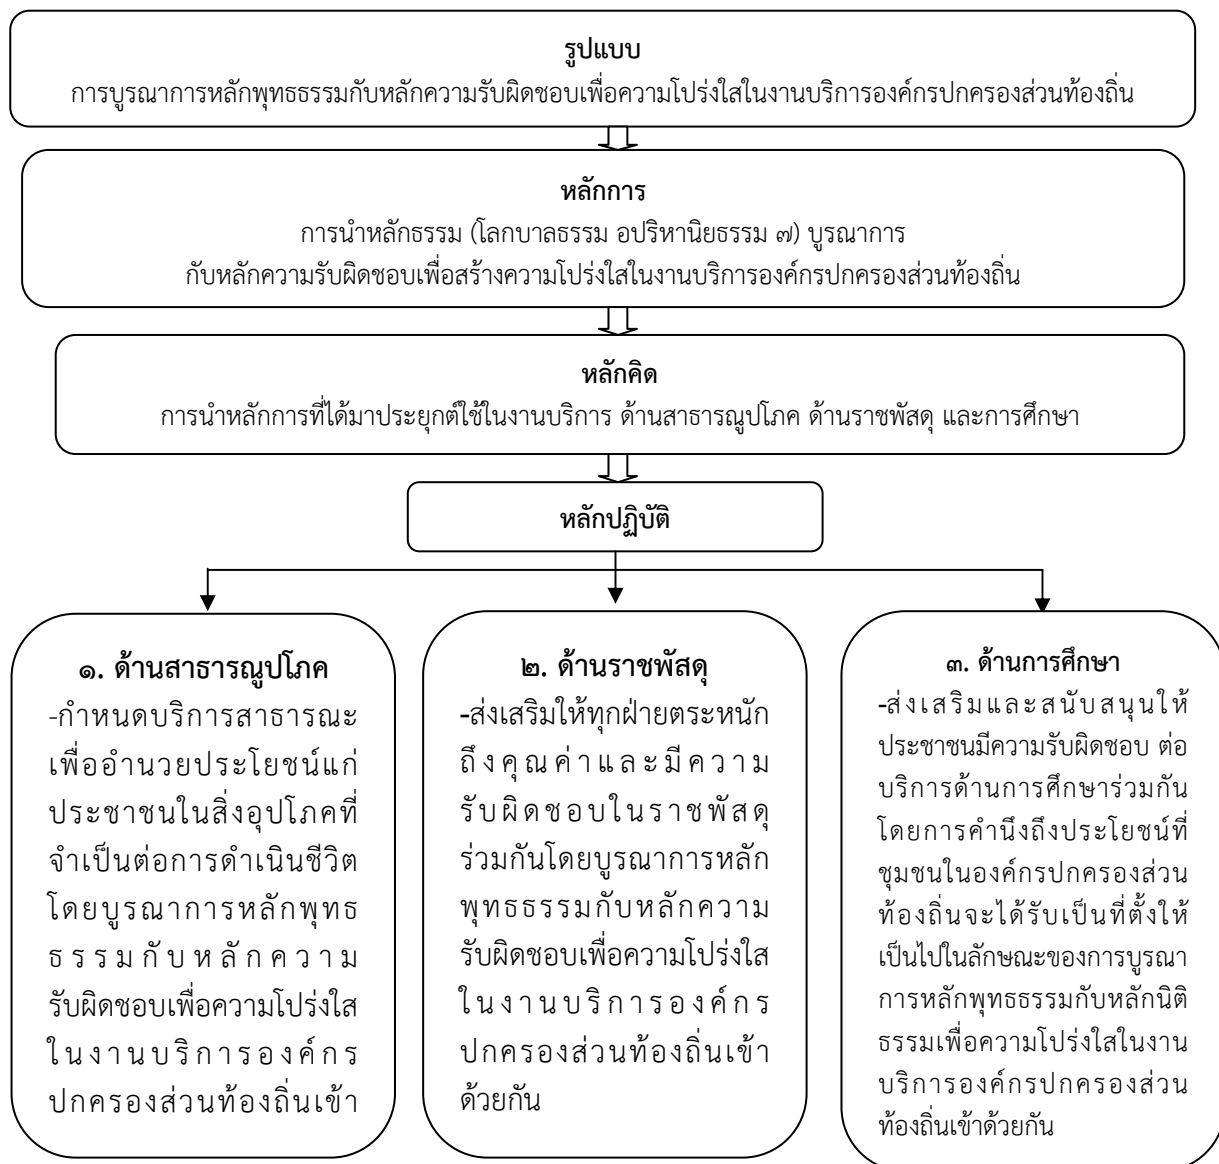 รูปแบบ
การบูรณาการหลักพุทธธรรมกับหลักความรับผิดชอบเพื่อความโปร่งใสในงานบริการองค์กรปกครองส่วนท้องถิ่น
หลักการ
การนำหลักธรรม (โลกบาลธรรม อปริหานิยธรรม ๗) บูรณาการ
กับหลักความรับผิดชอบเพื่อสร้างความโปร่งใสในงานบริการองค์กรปกครองส่วนท้องถิ่น
หลักคิด
การนำหลักการที่ได้มาประยุกต์ใช้ในงานบริการ ด้านสาธารณูปโภค ด้านราชพัสดุ และการศึกษา
หลักปฏิบัติ
๑. ด้านสาธารณูปโภค
-กำหนดบริการสาธารณะ
เพื่ออำนวยประโยชน์แก่
ประชาชนในสิ่งอุปโภคที่
จำเป็นต่อการดำเนินชีวิต
โดยบูรณาการหลักพุทธ
ธรรมกับหลักความ
รับผิดชอบเพื่อความโปร่งใส
ในงานบริการองค์กร
ปกครองส่วนท้องถิ่นเข้า
๒. ด้านราชพัสดุ
-ส่งเสริมให้ทุกฝ่ายตระหนัก
ถึงคุณค่าและมีความ
รับผิดชอบในราชพัสดุ
ร่วมกันโดยบูรณาการหลัก
พุทธธรรมกับหลักความ
รับผิดชอบเพื่อความโปร่งใส
ในงานบริการองค์กร
ปกครองส่วนท้องถิ่นเข้า
ด้วยกัน
๓. ด้านการศึกษา
-ส่งเสริมและสนับสนุนให้
ประชาชนมีความรับผิดชอบ ต่อ
บริการด้านการศึกษาร่วมกัน
โดยการคำนึงถึงประโยชน์ที่
ชุมชนในองค์กรปกครองส่วน
ท้องถิ่นจะได้รับเป็นที่ตั้งให้
เป็นไปในลักษณะของการบูรณา
การหลักพุทธธรรมกับหลักนิติ
ธรรมเพื่อความโปร่งใสในงาน
บริการองค์กรปกครองส่วน
ท้องถิ่นเข้าด้วยกัน